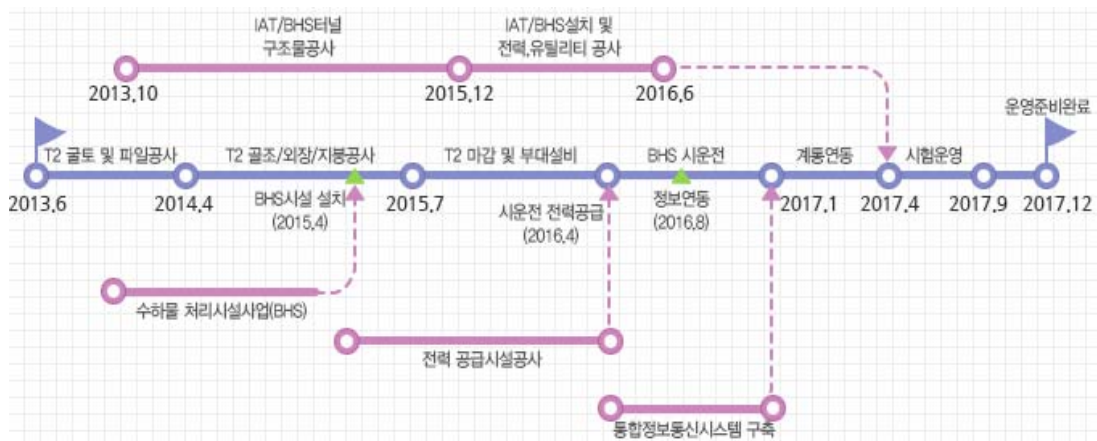 IAT/BHS터널
구조물공사
IAT/BHS설치 및
전력,유틸리티 공사
2013.10
2015.12
2016.6
운영준비완료
T2 굴토 및 파일공사
T2 골조/외장/지붕공사
T2 마감 및 부대설비
BHS 시운전
계통연동
시험운영
2013.6
2014.4
BHS시설 설치
(2015.4)
2015.7
시운전 전력공급
(2016.4)
정보연동
(2016.8)
2017.1
2017.4
2017.9
2017.12
수하물 처리시설사업(BHS)
전력 공급시설공사
통합정보통신시스템 구축